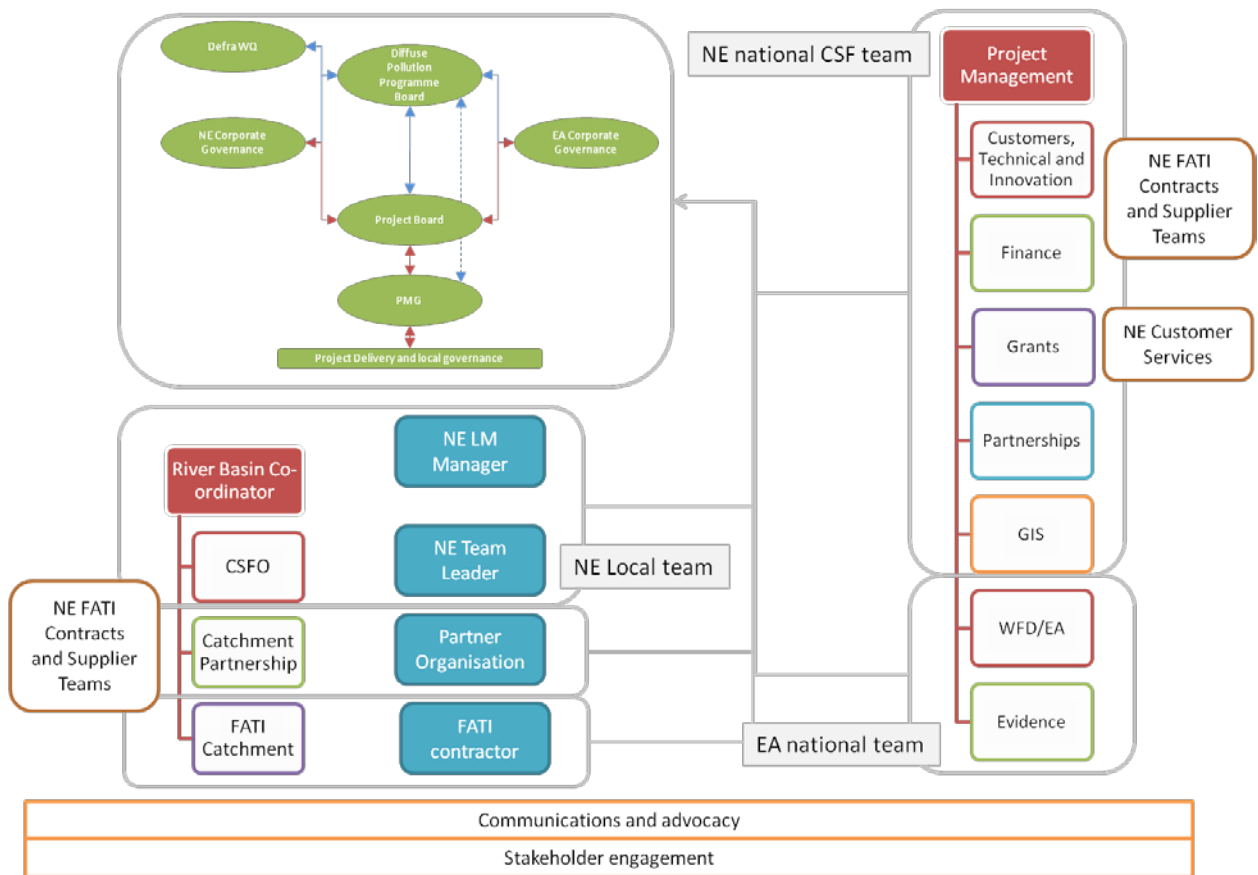 Defra WQ
Diffuse
Pollution
Programme
Board
NE Corporate
Governance
EA Corporate
Governance
Project Board
PMG
Project Delivery and local governance
NE national CSF team
Project
Management
Customers,
Technical and
Innovation
Finance
Grants
Partnerships
GIS
WFD/EA
Evidence
NE FATI
Contracts
and Supplier
Teams
NE Customer
Services
River Basin Co-
ordinator
CSFO
Catchment
Partnership
FATI
Catchment
NE LM
Manager
NE Team
Leader
Partner
Organisation
FATI
contractor
NE Local team
NE FATI
Contracts
and Supplier
Teams
EA national team
Communications and advocacy
Stakeholder engagement